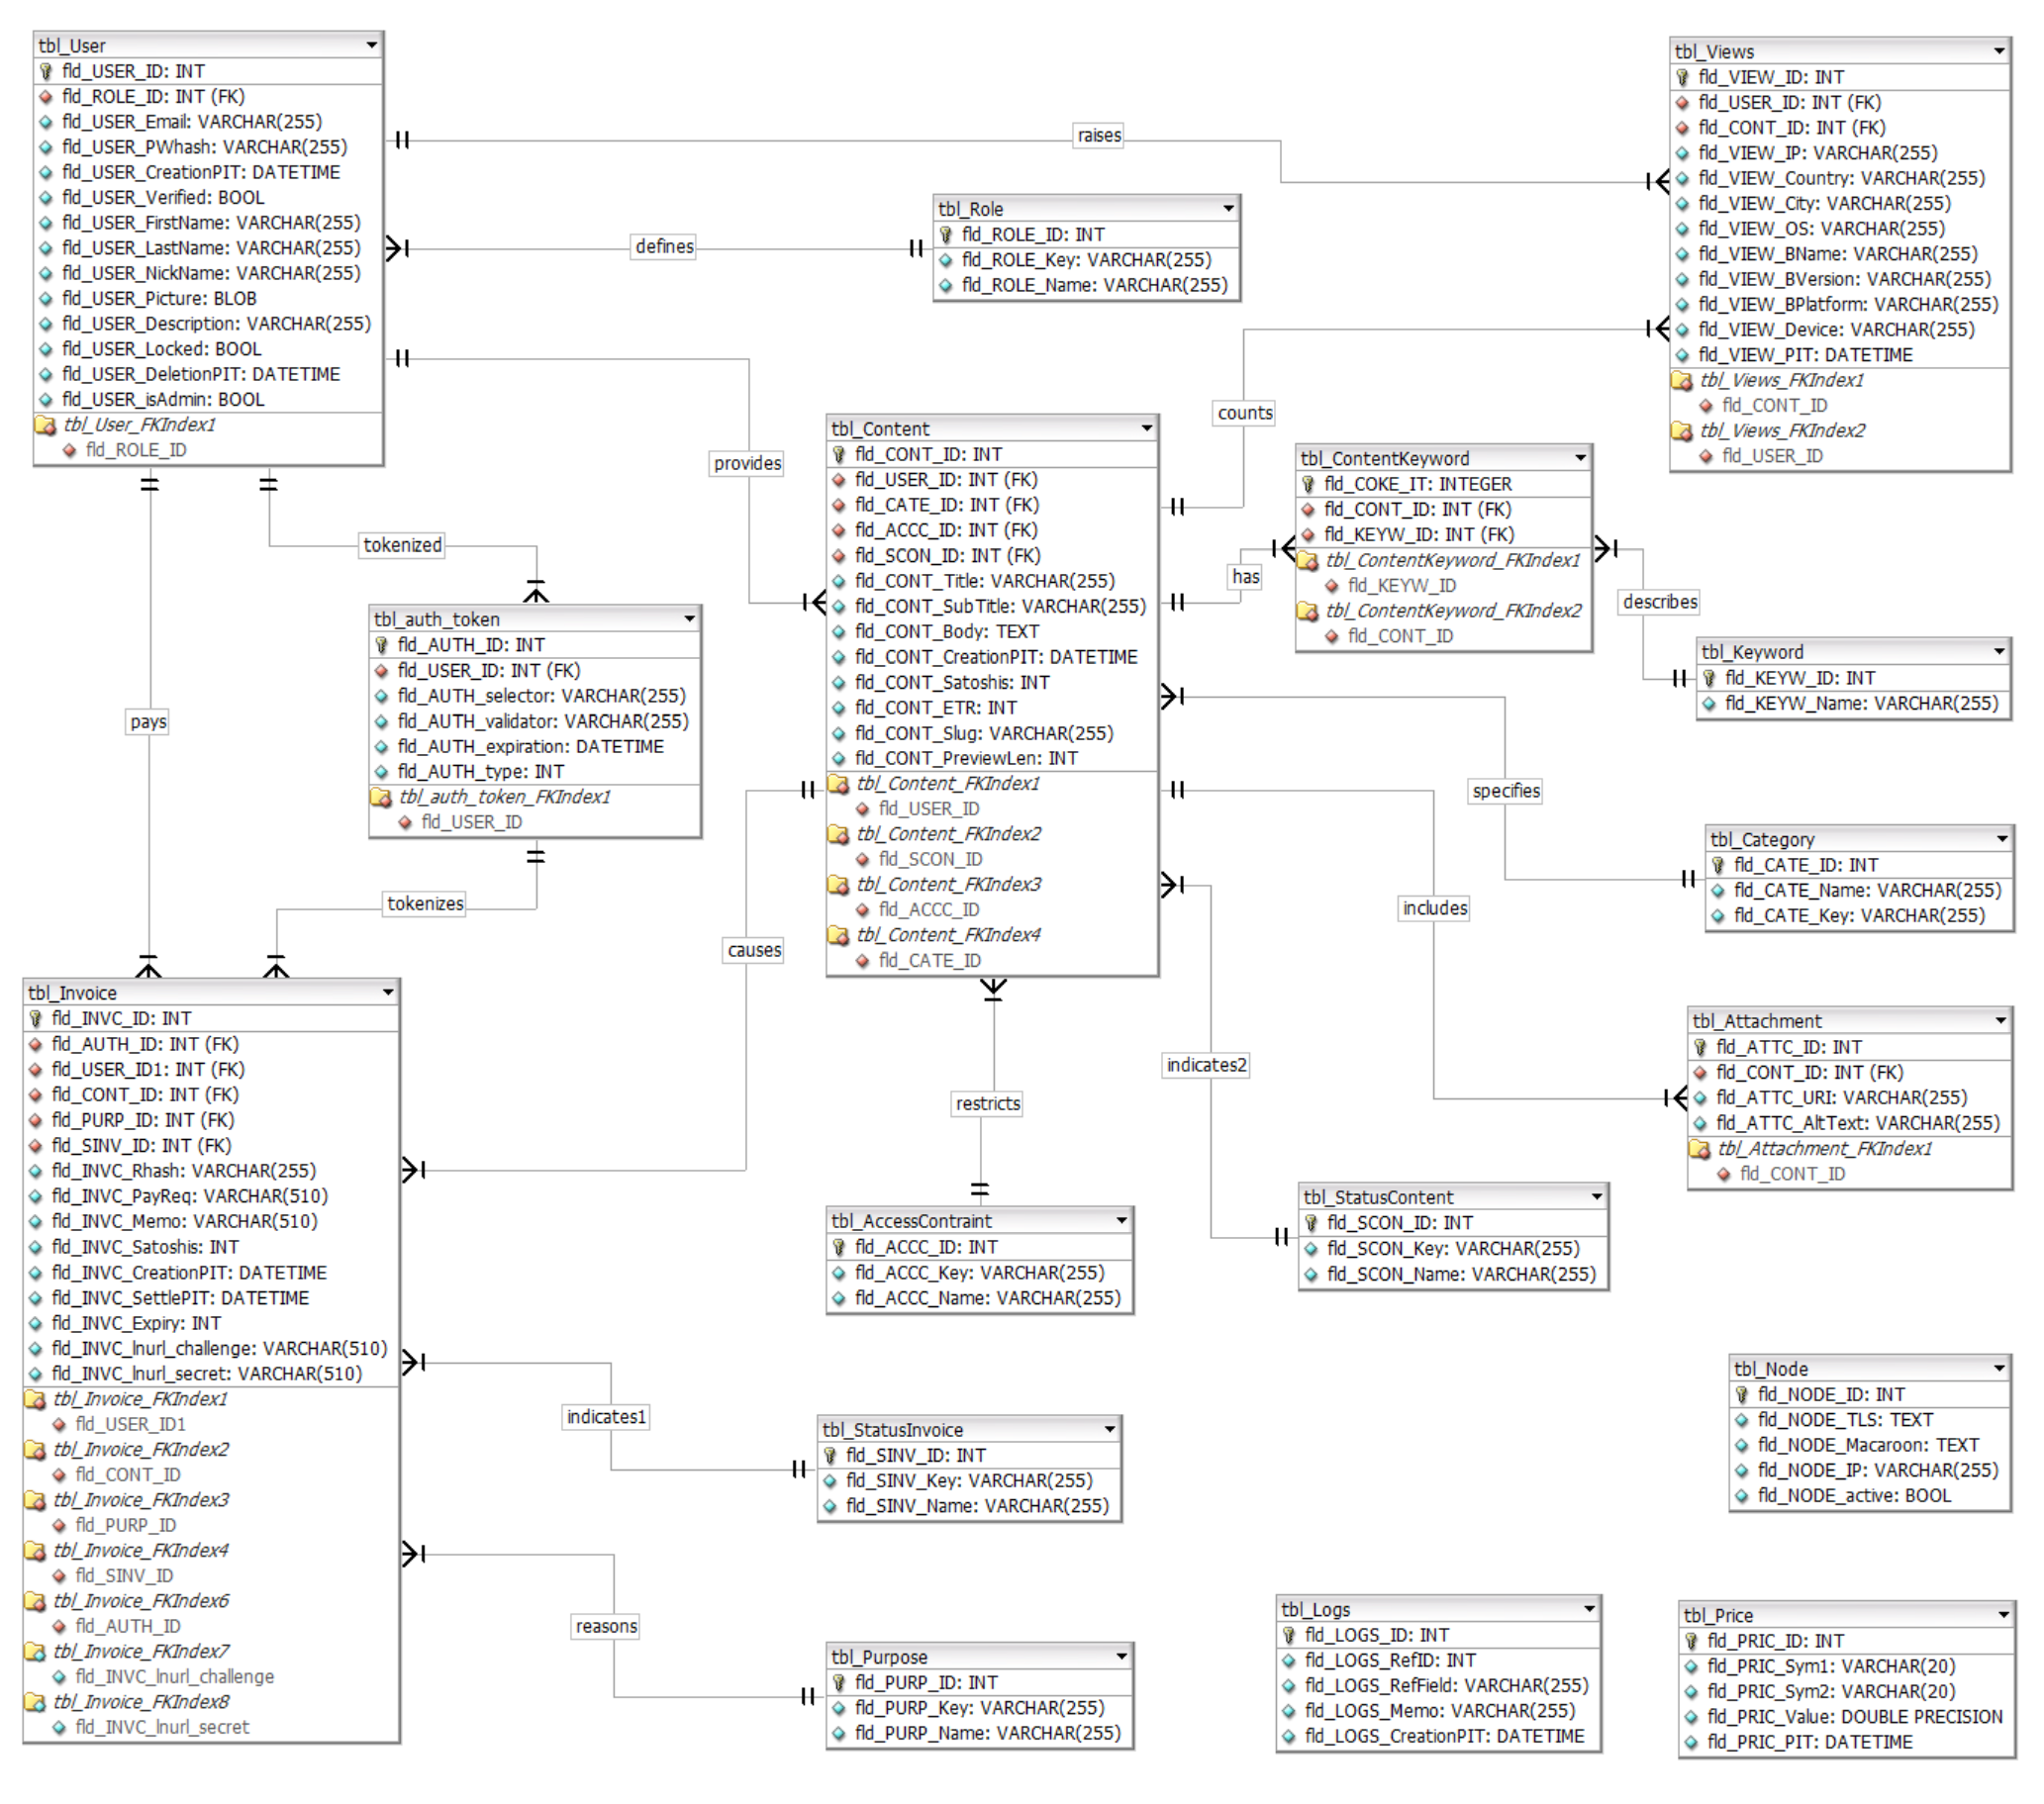 tbl_User
fld_USER_ID: INT
fld_ROLE_ID: INT (FK)
fld_USER_Email: VARCHAR(255)
fld_USER_PWhash: VARCHAR(255)
fld_USER_CreationPIT: DATETIME
fld_USER_Verified: BOOL
fld_USER_FirstName: VARCHAR(255)
fld_USER_LastName: VARCHAR(255)
fld_USER_NickName: VARCHAR(255)
fld_USER_Picture: BLOB
fld_USER_Description: VARCHAR(255)
fld_USER_Locked: BOOL
fld_USER_DeletionPIT: DATETIME
fld_USER_isAdmin: BOOL
tbl_User_FKIndex1
fld_ROLE_ID
raises
defines
provides
tokenized
pays
tbl_Role
fld_ROLE_ID: INT
fld_ROLE_Key: VARCHAR(255)
fld_ROLE_Name: VARCHAR(255)
tbl_Views
fld_VIEW_ID: INT
fld_USER_ID: INT (FK)
fld_CONT_ID: INT (FK)
fld_VIEW_IP: VARCHAR(255)
fld_VIEW_Country: VARCHAR(255)
fld_VIEW_City: VARCHAR(255)
fld_VIEW_OS: VARCHAR(255)
fld_VIEW_BName: VARCHAR(255)
fld_VIEW_BVersion: VARCHAR(255)
fld_VIEW_BPlatform: VARCHAR(255)
fld_VIEW_Device: VARCHAR(255)
fld_VIEW_PIT: DATETIME
tbl_Views_FKIndex1
fld_CONT_ID
tbl_Views_FKIndex2
fld_USER_ID
tbl_auth_token
fld_AUTH_ID: INT
fld_USER_ID: INT (FK)
fld_AUTH_selector: VARCHAR(255)
fld_AUTH_validator: VARCHAR(255)
fld_AUTH_expiration: DATETIME
fld_AUTH_type: INT
tbl_auth_token_FKIndex1
fld_USER_ID
tokenizes
tbl_Content
fld_CONT_ID: INT
fld_USER_ID: INT (FK)
fld_CATE_ID: INT (FK)
fld_ACCC_ID: INT (FK)
fld_SCON_ID: INT (FK)
fld_CONT_Title: VARCHAR(255)
fld_CONT_SubTitle: VARCHAR(255)
fld_CONT_Body: TEXT
fld_CONT_CreationPIT: DATETIME
fld_CONT_Satoshis: INT
fld_CONT_ETR: INT
fld_CONT_Slug: VARCHAR(255)
fld_CONT_PreviewLen: INT
tbl_Content_FKIndex1
fld_USER_ID
tbl_Content_FKIndex2
fld_SCON_ID
tbl_Content_FKIndex3
fld_ACCC_ID
tbl_Content_FKIndex4
fld_CATE_ID
counts
has
specifies
includes
causes
indicates2
restricts
tbl_ContentKeyword
fld_COKE_IT: INTEGER
fld_CONT_ID: INT (FK)
fld_KEYW_ID: INT (FK)
tbl_ContentKeyword_FKIndex1
fld_KEYW_ID
tbl_ContentKeyword_FKIndex2
fld_CONT_ID
describes
tbl_Keyword
fld_KEYW_ID: INT
fld_KEYW_Name: VARCHAR(255)
tbl_Category
fld_CATE_ID: INT
fld_CATE_Name: VARCHAR(255)
fld_CATE_Key: VARCHAR(255)
tbl_Attachment
fld_ATTC_ID: INT
fld_CONT_ID: INT (FK)
fld_ATTC_URI: VARCHAR(255)
fld_ATTC_AltText: VARCHAR(255)
tbl_Attachment_FKIndex1
fld_CONT_ID
tbl_Invoice
fld_INVC_ID: INT
fld_AUTH_ID: INT (FK)
fld_USER_ID1: INT (FK)
fld_CONT_ID: INT (FK)
fld_PURP_ID: INT (FK)
fld_SINV_ID: INT (FK)
fld_INVC_Rhash: VARCHAR(255)
fld_INVC_PayReq: VARCHAR(510)
fld_INVC_Memo: VARCHAR(510)
fld_INVC_Satoshis: INT
fld_INVC_CreationPIT: DATETIME
fld_INVC_SettlePIT: DATETIME
fld_INVC_Expiry: INT
fld_INVC_lnurl_challenge: VARCHAR(510)
fld_INVC_lnurl_secret: VARCHAR(510)
tbl_Invoice_FKIndex1
fld_USER_ID1
tbl_Invoice_FKIndex2
fld_CONT_ID
tbl_Invoice_FKIndex3
fld_PURP_ID
tbl_Invoice_FKIndex4
fld_SINV_ID
tbl_Invoice_FKIndex6
fld_AUTH_ID
tbl_Invoice_FKIndex7
fld_INVC_lnurl_challenge
tbl_Invoice_FKIndex8
fld_INVC_lnurl_secret
indicates1
reasons
tbl_AccessContraint
fld_ACCC_ID: INT
fld_ACCC_Key: VARCHAR(255)
fld_ACCC_Name: VARCHAR(255)
tbl_StatusContent
fld_SCON_ID: INT
fld_SCON_Key: VARCHAR(255)
fld_SCON_Name: VARCHAR(255)
tbl_StatusInvoice
fld_SINV_ID: INT
fld_SINV_Key: VARCHAR(255)
fld_SINV_Name: VARCHAR(255)
tbl_Node
fld_NODE_ID: INT
fld_NODE_TLS: TEXT
fld_NODE_Macaroon: TEXT
fld_NODE_IP: VARCHAR(255)
fld_NODE_active: BOOL
tbl_Purpose
fld_PURP_ID: INT
fld_PURP_Key: VARCHAR(255)
fld_PURP_Name: VARCHAR(255)
tbl_Logs
fld_LOGS_ID: INT
fld_LOGS_RefID: INT
fld_LOGS_RefField: VARCHAR(255)
fld_LOGS_Memo: VARCHAR(255)
fld_LOGS_CreationPIT: DATETIME
tbl_Price
fld_PRIC_ID: INT
fld_PRIC_Sym1: VARCHAR(20)
fld_PRIC_Sym2: VARCHAR(20)
fld_PRIC_Value: DOUBLE PRECISION
fld_PRIC_PIT: DATETIME